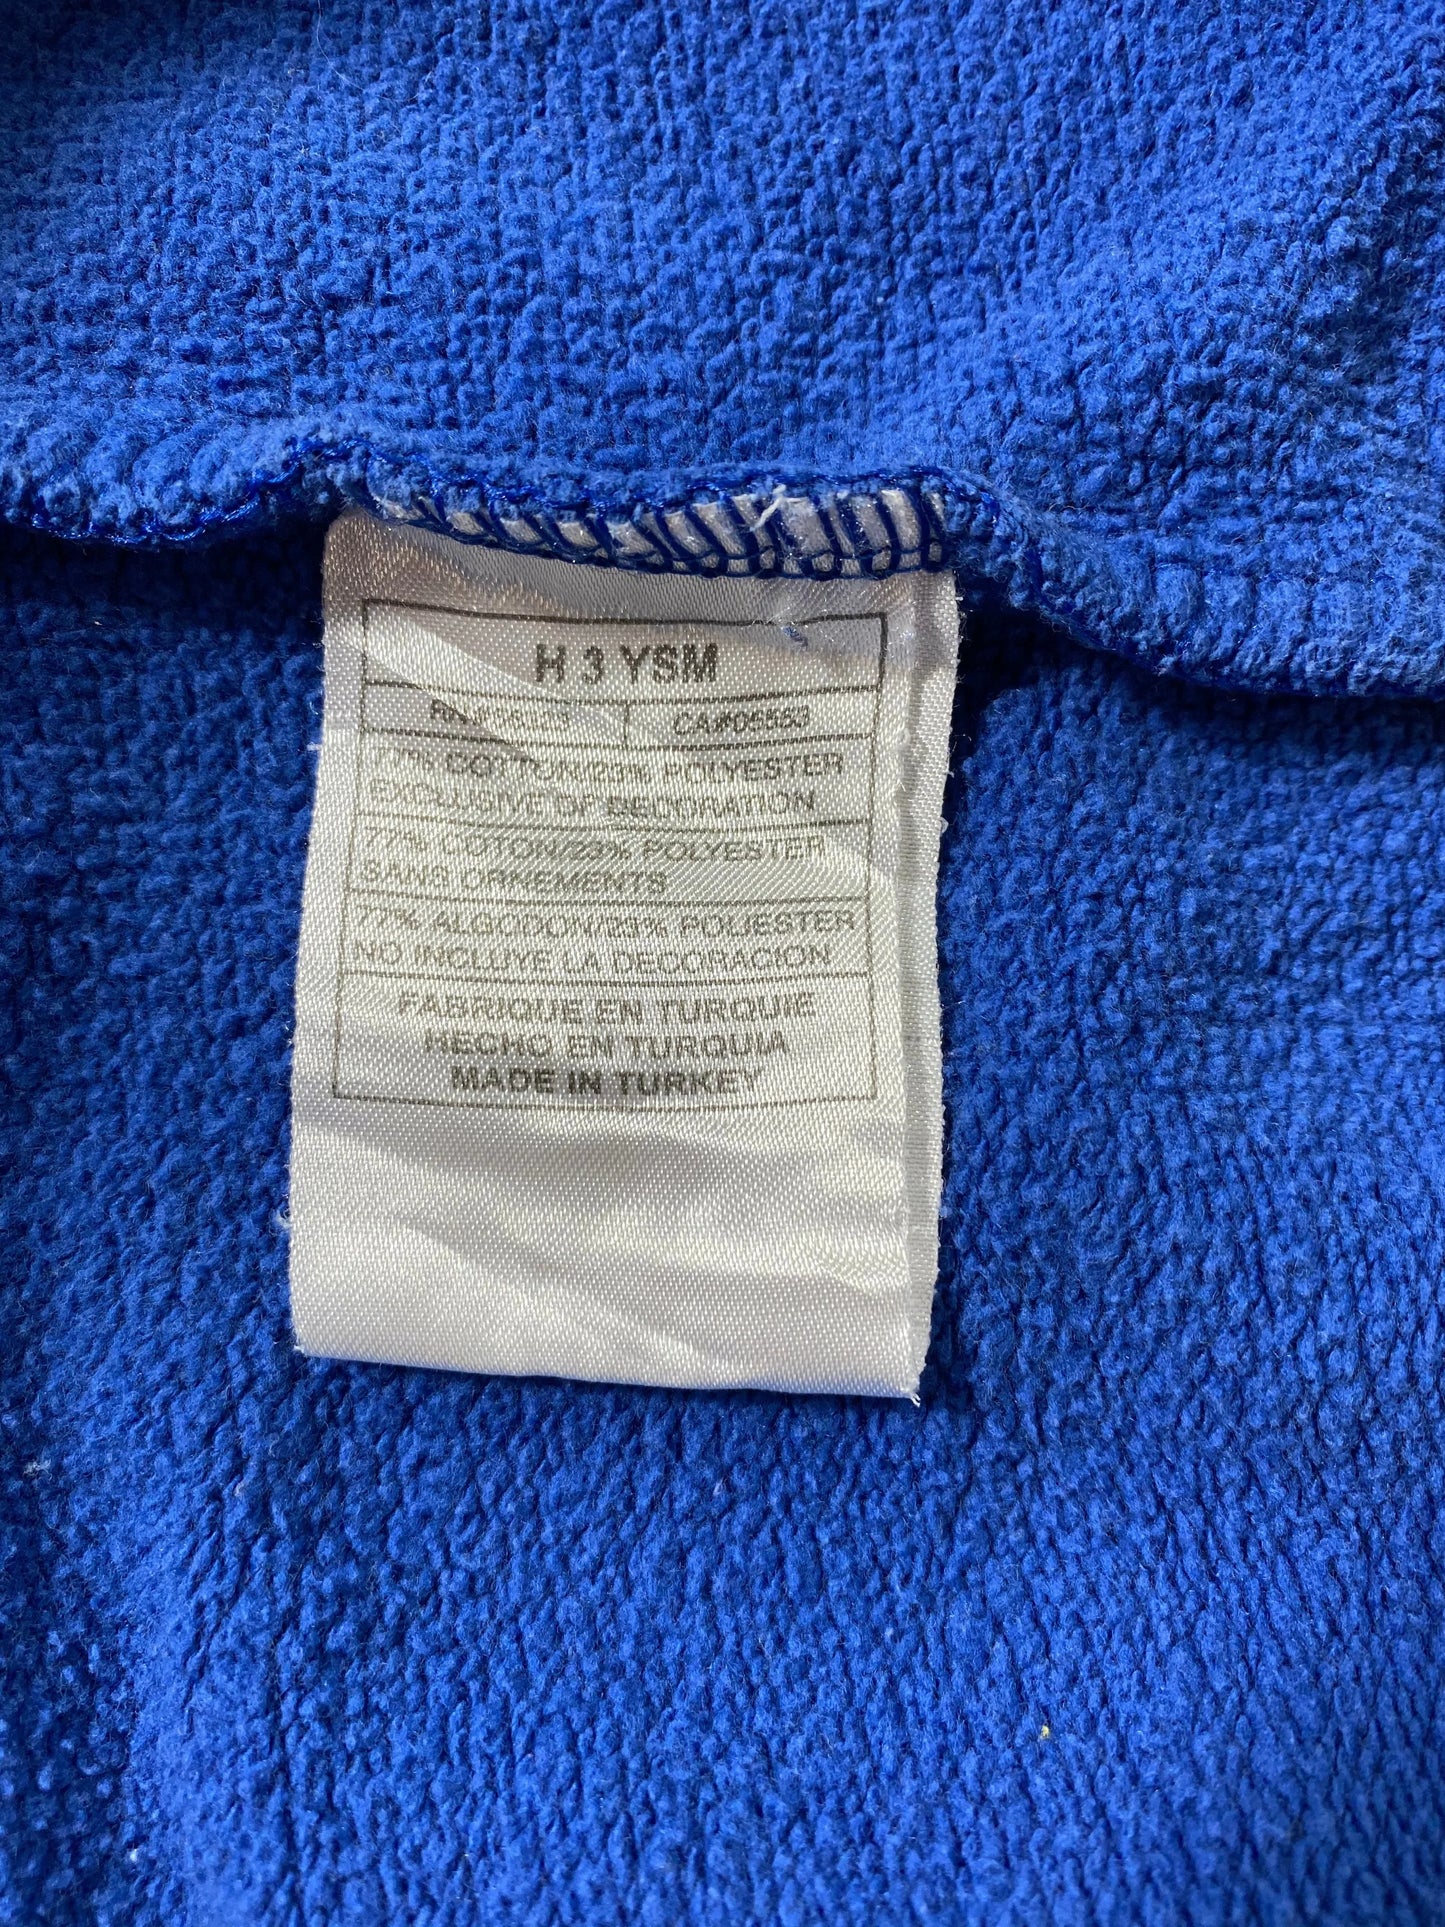 H 3 YSM
CA#05553
77% COTTON/23% POLYESTER
EXCLUSIVE OF DECORATION
77% COTON/23% POLYESTER
SANS ORNEMENTS
77% ALGODON/23% POLIESTER
NO INCLUYE LA DECORACION
FABRIQUE EN TURQUIE
HECHO EN TURQUIA
MADE IN TURKEY